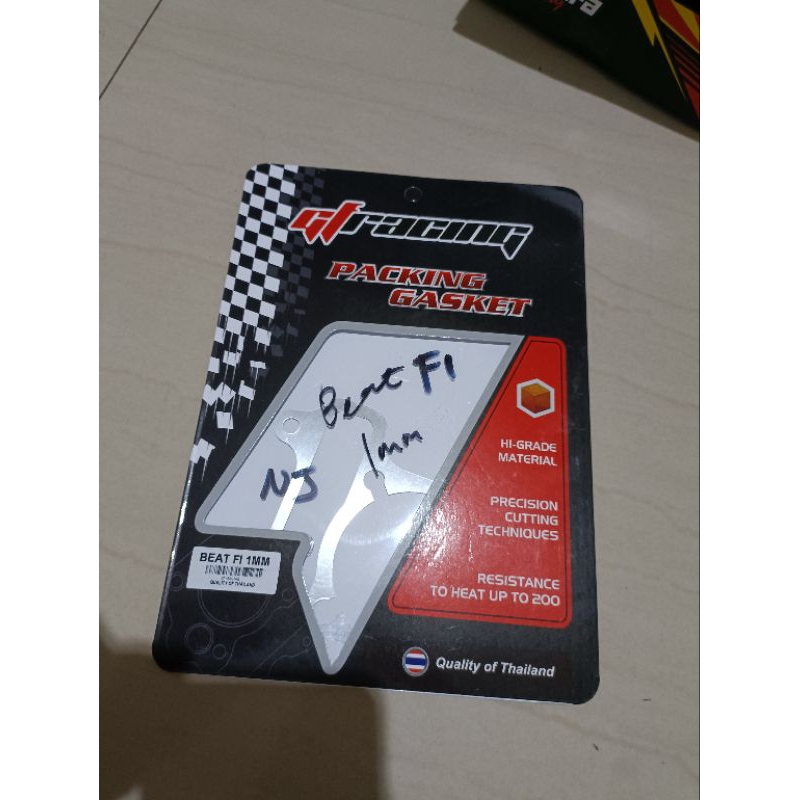 GTracing
PACKING
GASKET
Beat FI
1mm
NJ
HI-GRADE
MATERIAL
PRECISION
CUTTING
TECHNIQUES
RESISTANCE
TO HEAT UP TO 200
BEAT FI 1MM
QUALITY OF THAILAND
Quality of Thailand